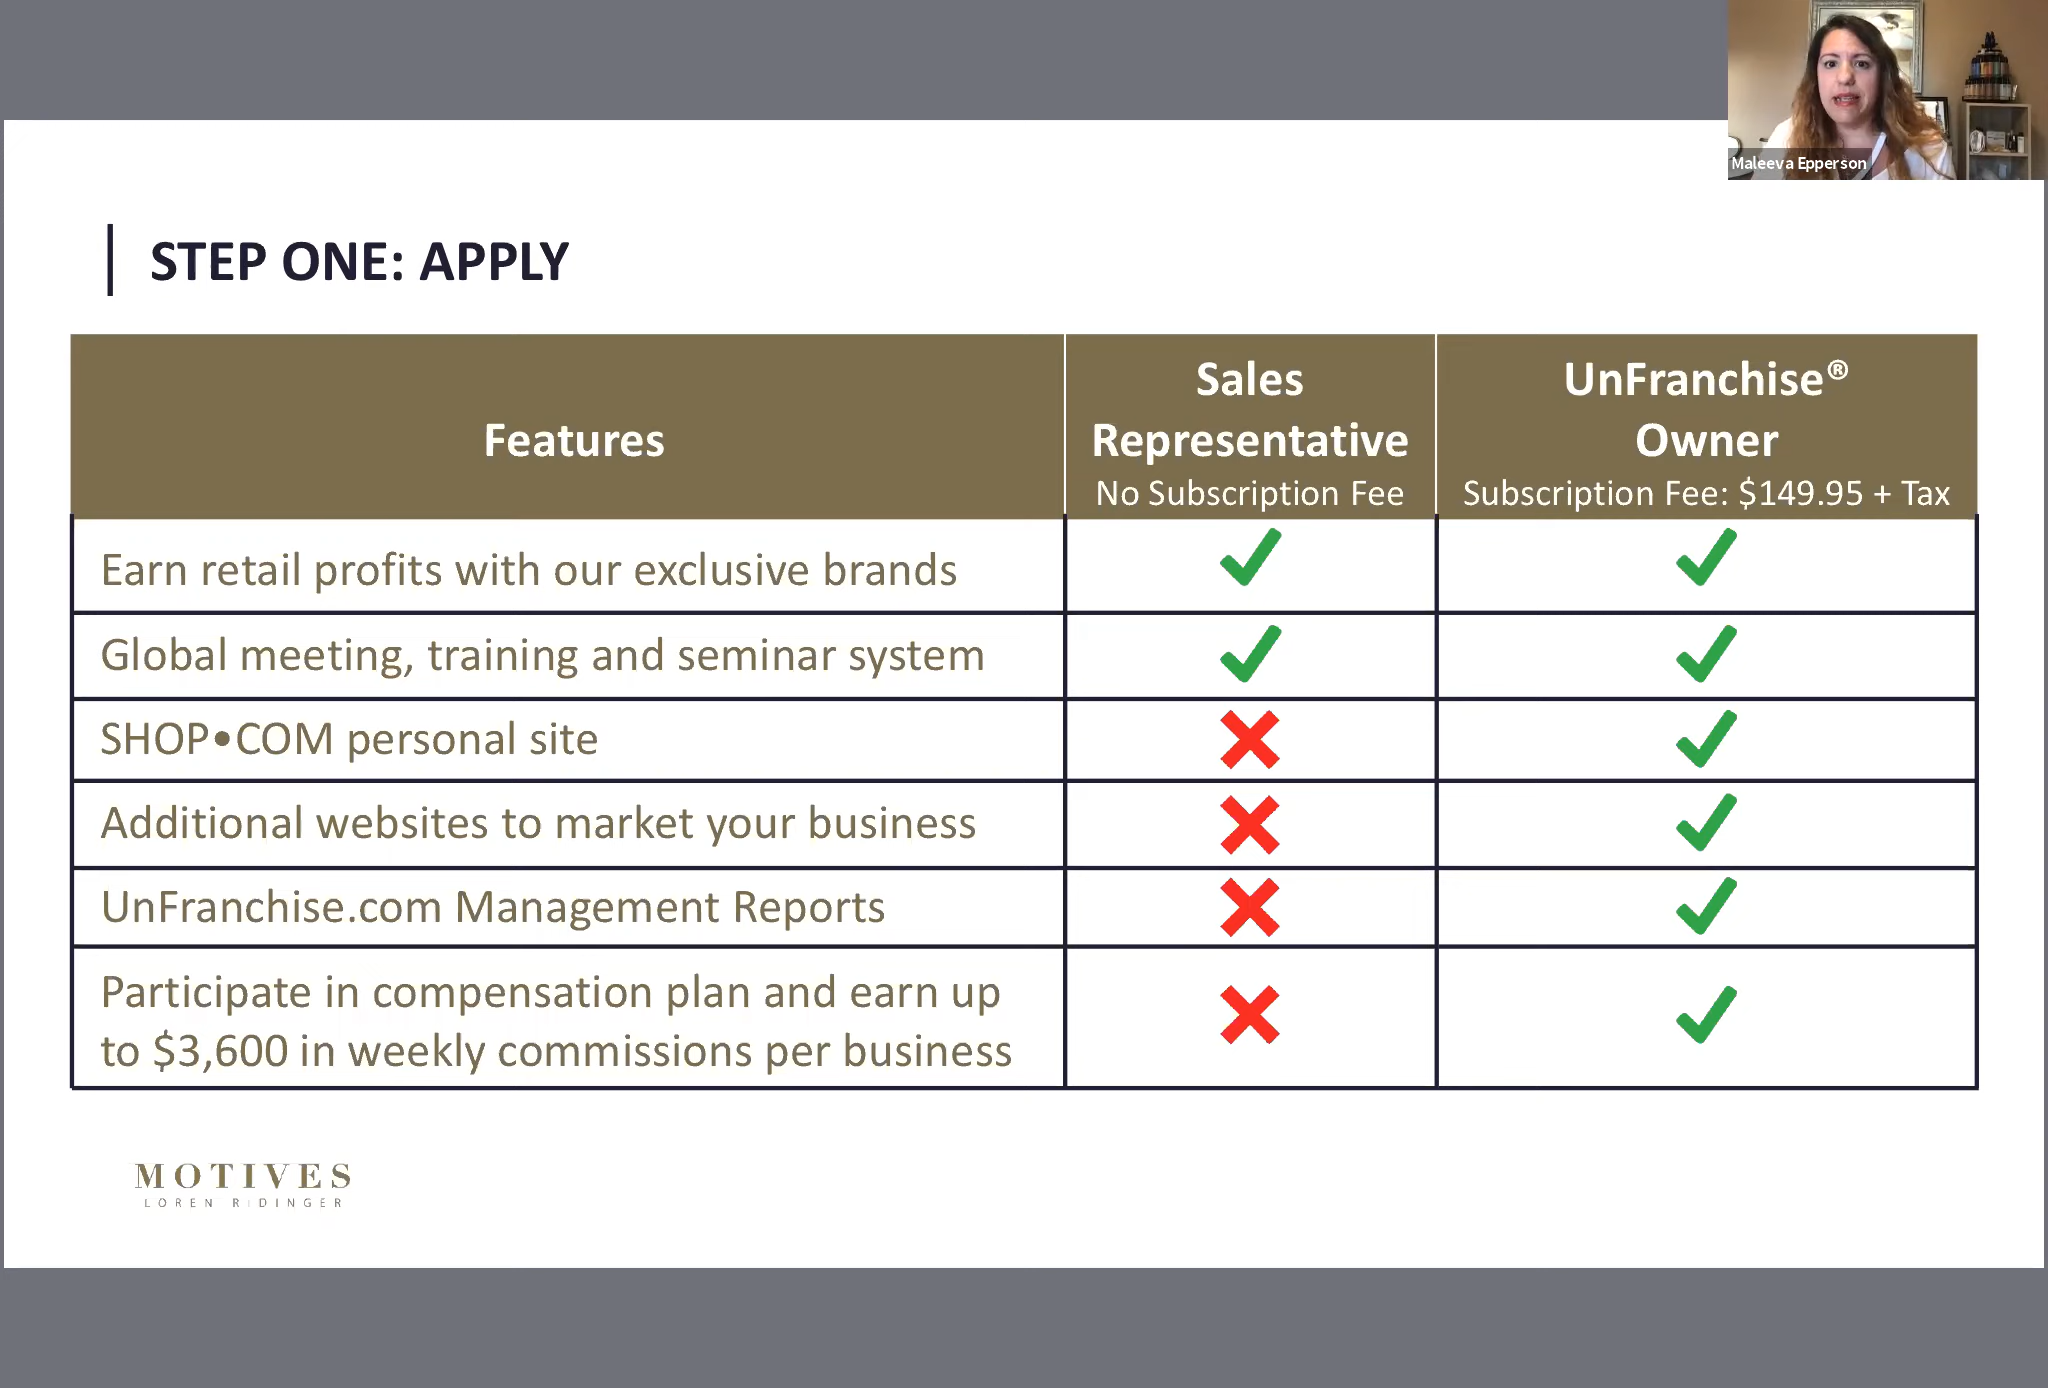 Maleeva Epperson
STEP ONE: APPLY
Features
Sales
Representative
No Subscription Fee
UnFranchise®
Owner
Subscription Fee: $149.95 + Tax
Earn retail profits with our exclusive brands
Global meeting, training and seminar system
SHOP•COM personal site
Additional websites to market your business
UnFranchise.com Management Reports
Participate in compensation plan and earn up
to $3,600 in weekly commissions per business
MOTIVES
LOREN RIDINGER